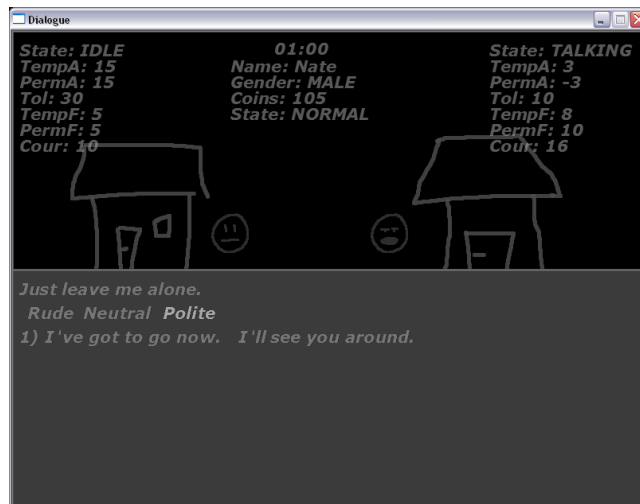 Dialogue
State: IDLE
TempA: 15
PermA: 15
Tol: 30
TempF: 5
PermF: 5
Cour: 10
01:00
Name: Nate
Gender: MALE
Coins: 105
State: NORMAL
State: TALKING
TempA: 3
PermA: -3
Tol: 10
TempF: 8
PermF: 10
Cour: 16
Just leave me alone.
Rude Neutral Polite
1) I've got to go now. I'll see you around.